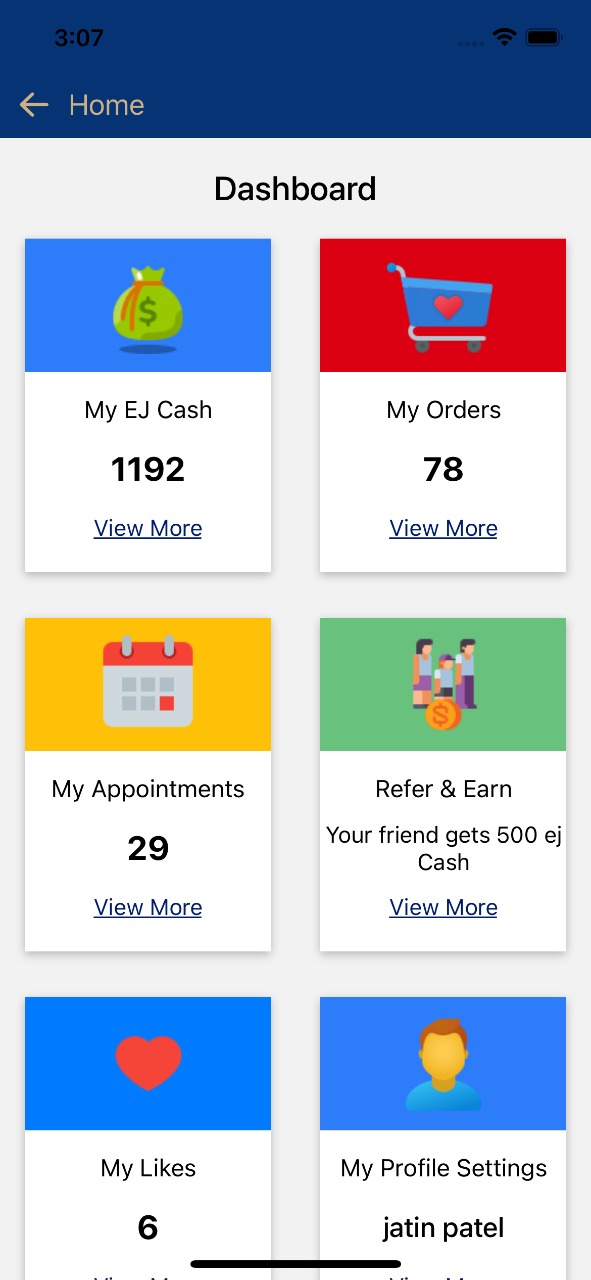 3:07
Home
Dashboard
My EJ Cash
1192
View More
My Orders
78
View More
My Appointments
29
View More
Refer & Earn
Your friend gets 500 ej
Cash
View More
My Likes
6
My Profile Settings
jatin patel